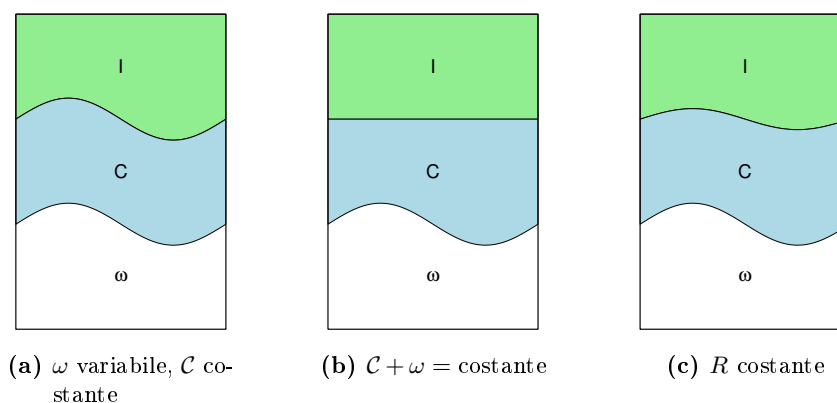 I
C
ω
I
C
ω
I
C
ω
(a) ω variabile, 𝒞 co-
stante
(b) 𝒞 + ω = costante
(c) R costante